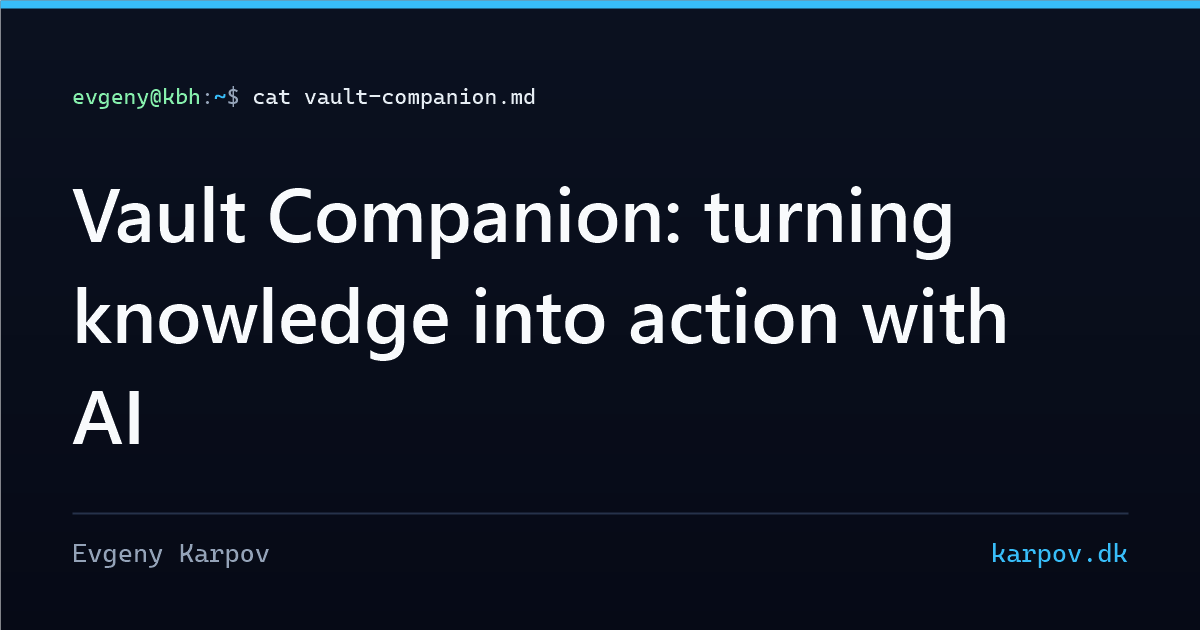 evgeny@kbh:~$ cat vault-companion.md
Vault Companion: turning
knowledge into action with
AI
Evgeny Karpov
karpov.dk